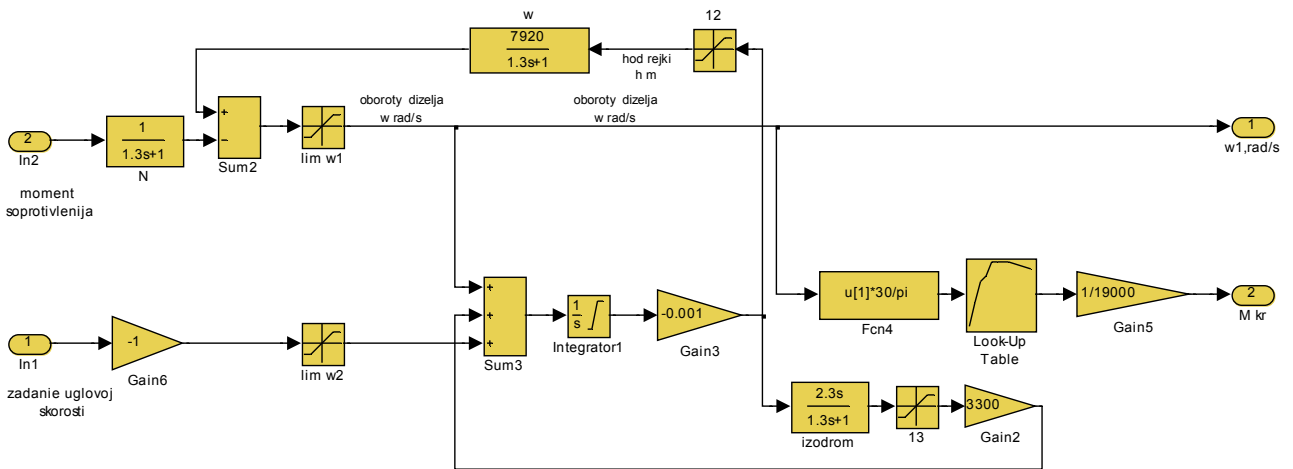 w
7920
1.3s+1
12
hod rejki
h m
oboroty dizelja
w rad/s
oboroty dizelja
w rad/s
+
−
Sum2
lim w1
2
In2
1
1.3s+1
N
moment
soprotivlenija
1
w1,rad/s
+
+
+
Sum3
1
s
Integrator1
-0.001
Gain3
u[1]*30/pi
Fcn4
Look-Up
Table
1/19000
Gain5
2
M kr
1
In1
-1
Gain6
lim w2
zadanie uglovoj
skorosti
2.3s
1.3s+1
izodrom
13
3300
Gain2